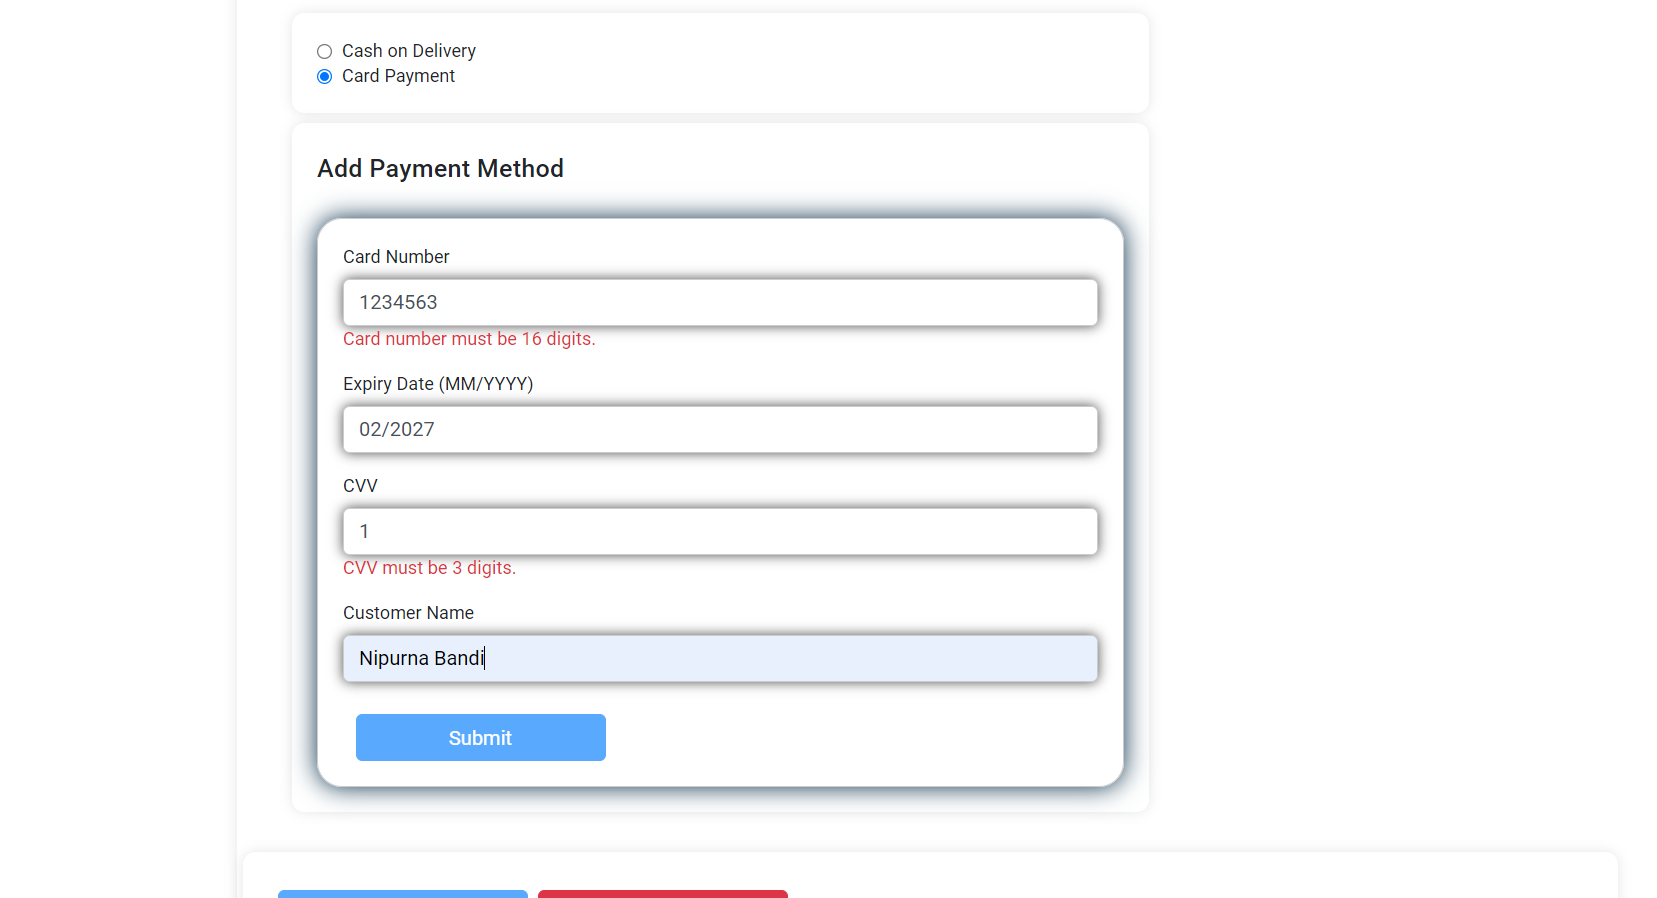 Cash on Delivery
Card Payment
Add Payment Method
Card Number
1234563
Card number must be 16 digits.
Expiry Date (MM/YYYY)
02/2027
CVV
1
CVV must be 3 digits.
Customer Name
Nipurna Bandi
Submit